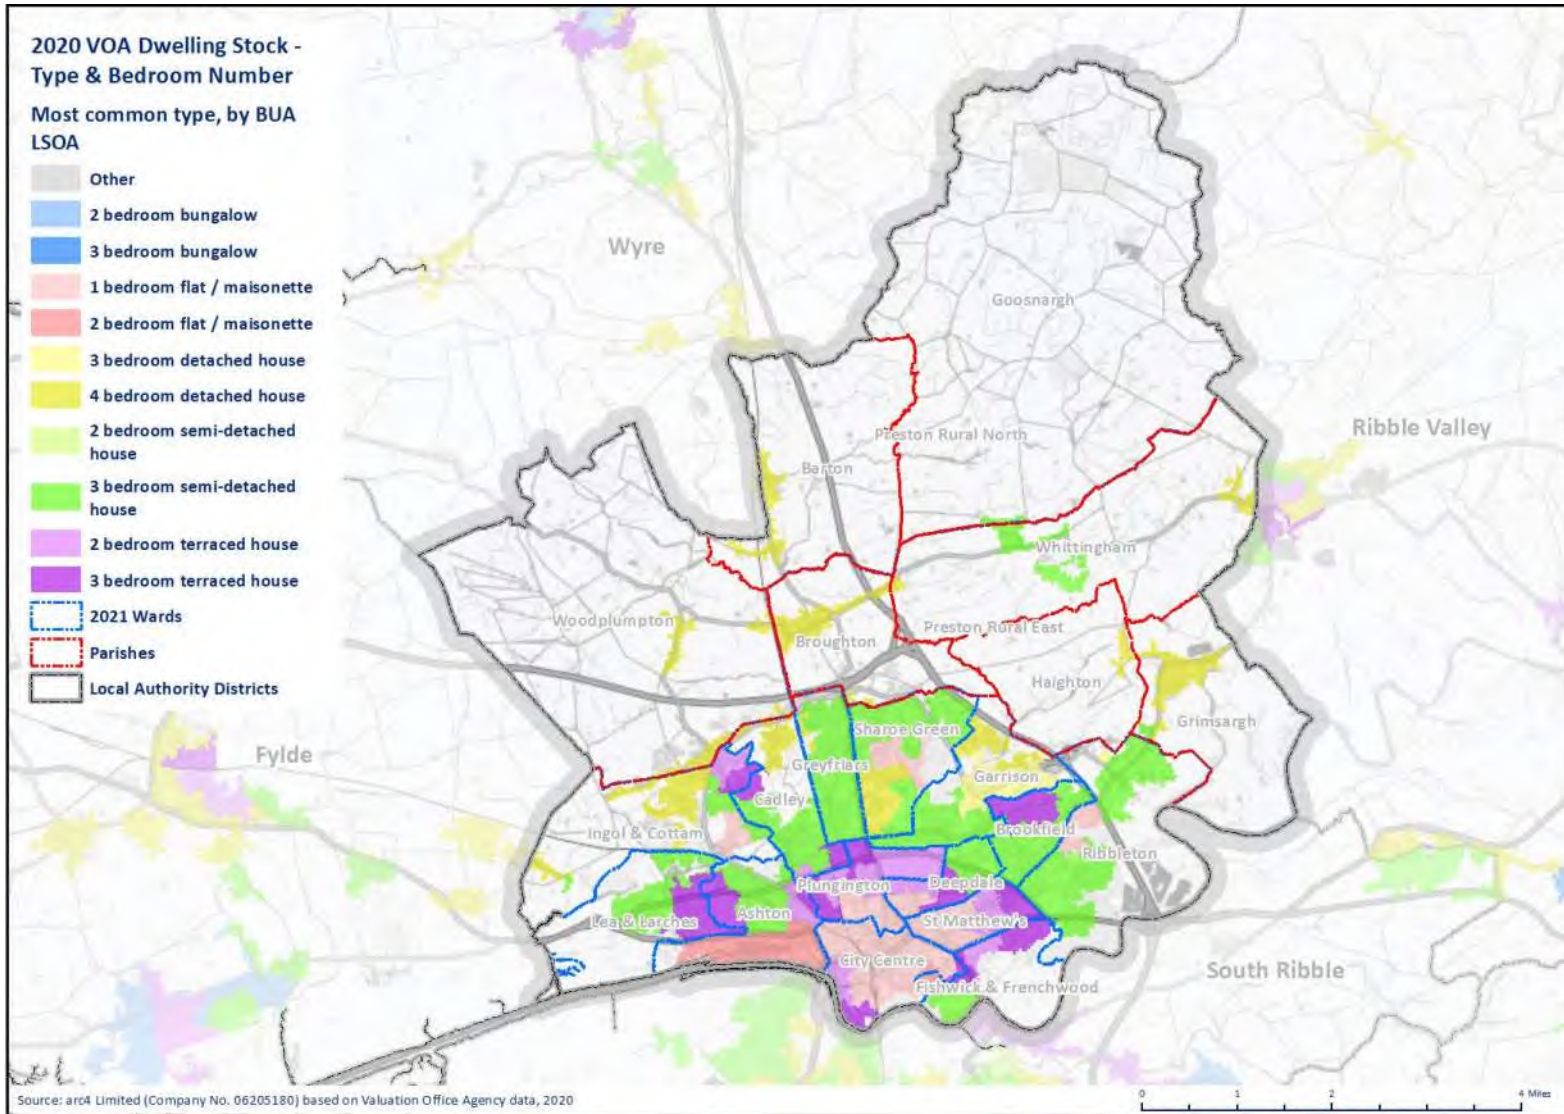 2020 VOA Dwelling Stock -
Type & Bedroom Number
Most common type, by BUA
LSOA
Other
2 bedroom bungalow
3 bedroom bungalow
1 bedroom flat / maisonette
2 bedroom flat / maisonette
3 bedroom detached house
4 bedroom detached house
2 bedroom semi-detached
house
3 bedroom semi-detached
house
2 bedroom terraced house
3 bedroom terraced house
2021 Wards
Parishes
Local Authority Districts
Wyre
Goosnargh
Ribble Valley
Preston Rural North
Barton
Whittingham
Woodplumpton
Broughton
Preston Rural East
Haighton
Grimsargh
Fylde
Sharoe Green
Greyfriars
Garrison
Cadley
Ingol & Cottam
Brookfield
Ribbleton
Plungington
Deepdale
Lea & Larches
Ashton
St Matthew's
City Centre
Fishwick & Frenchwood
South Ribble
Source: arc4 Limited (Company No. 06205180) based on Valuation Office Agency data, 2020
0 1 2 4 Miles